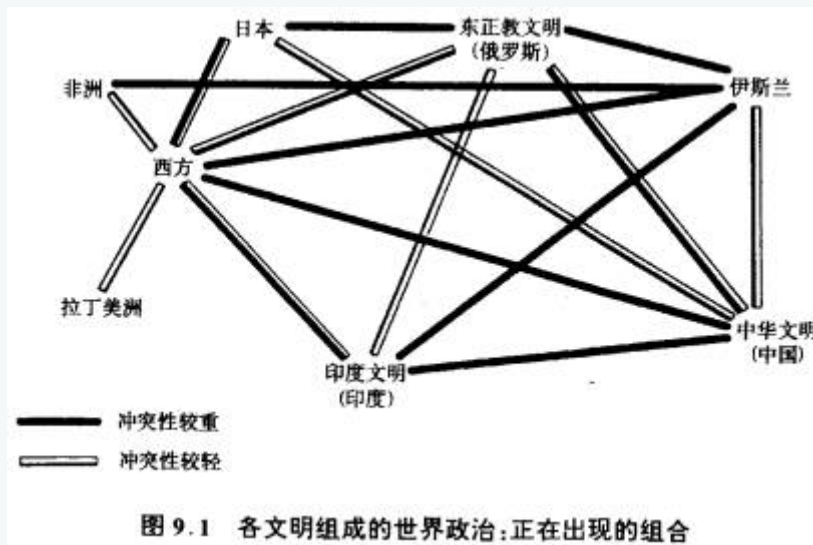 日本
东正教文明
(俄罗斯)
非洲
伊斯兰
西方
拉丁美洲
中华文明
(中国)
印度文明
(印度)
冲突性较重
冲突性较轻
图 9.1 各文明组成的世界政治:正在出现的组合